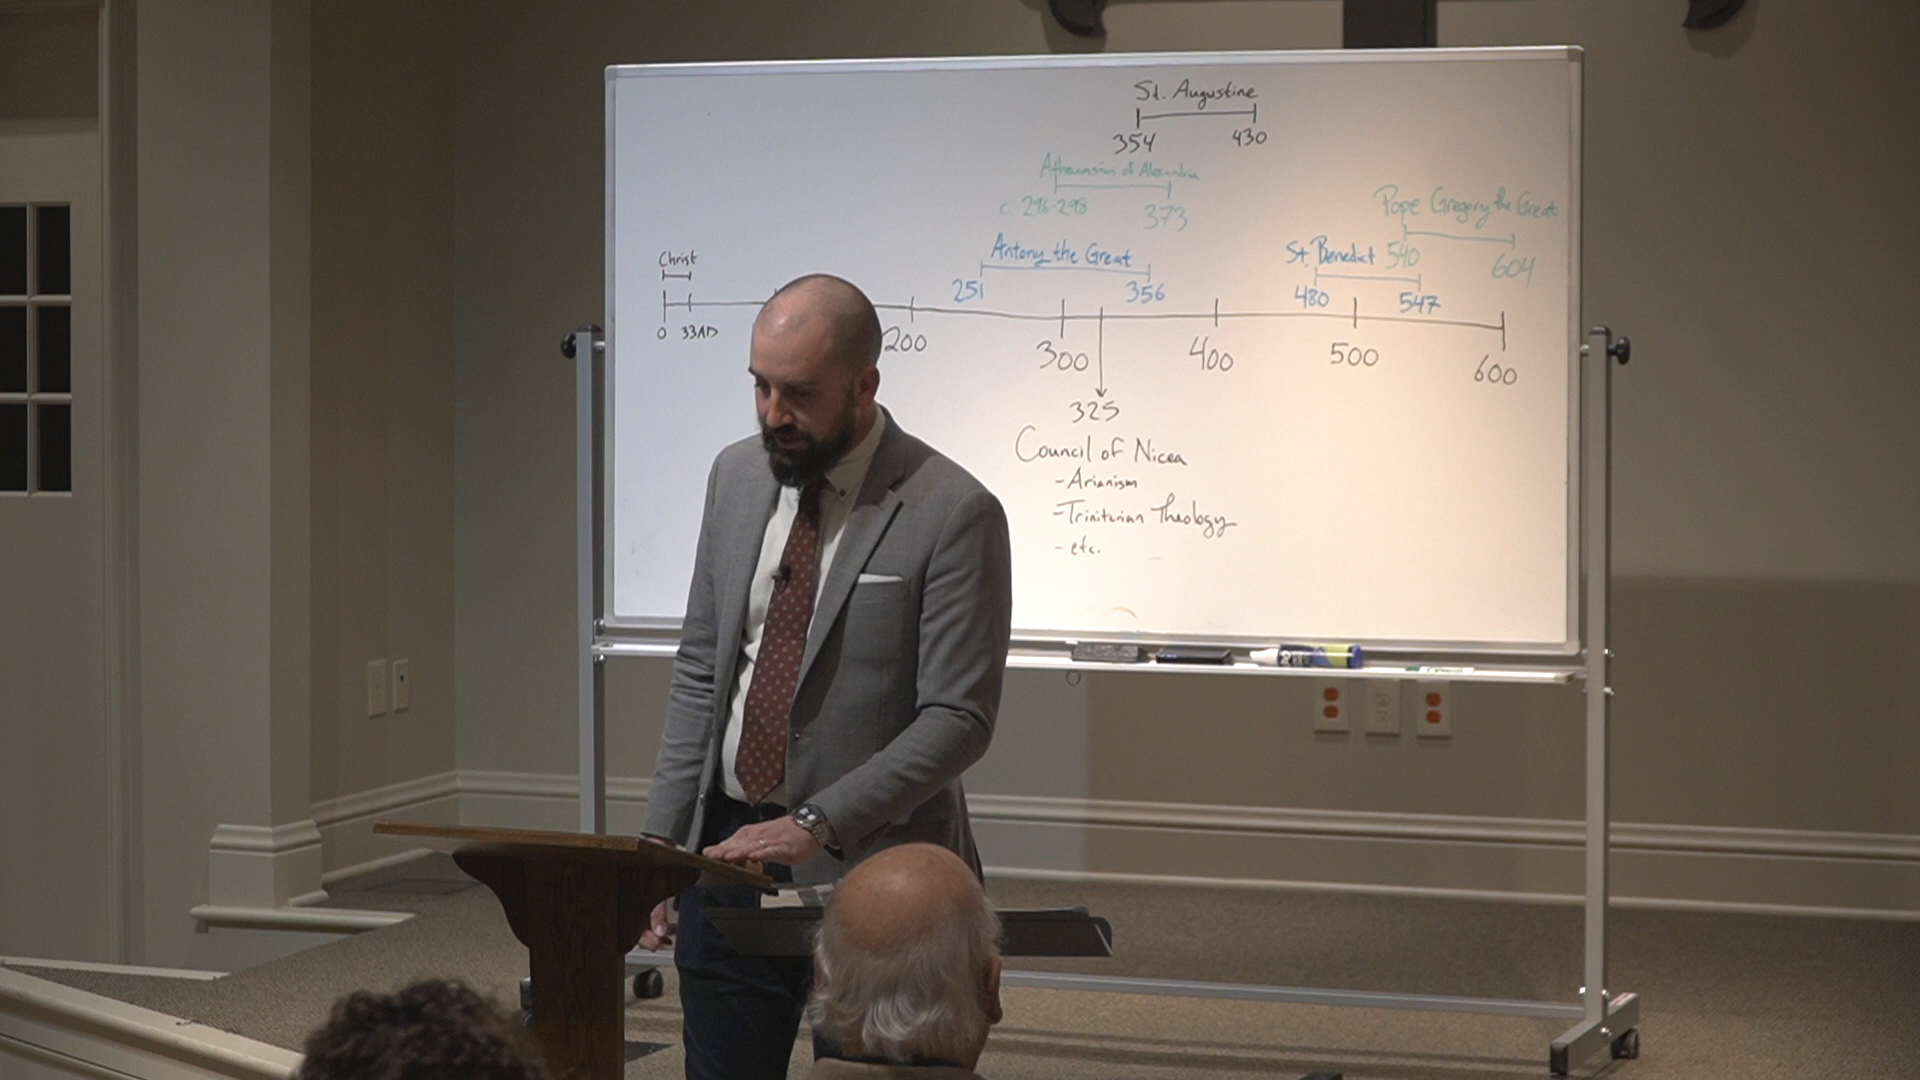 St. Augustine
354 430
Athanasius of Alexandria
c. 296-298 373
Pope Gregory the Great
540 604
Antony the Great
251 356
St. Benedict
480 547
Christ
0 33AD 200 300 400 500 600
325
Council of Nicea
- Arianism
- Trinitarian Theology
- etc.